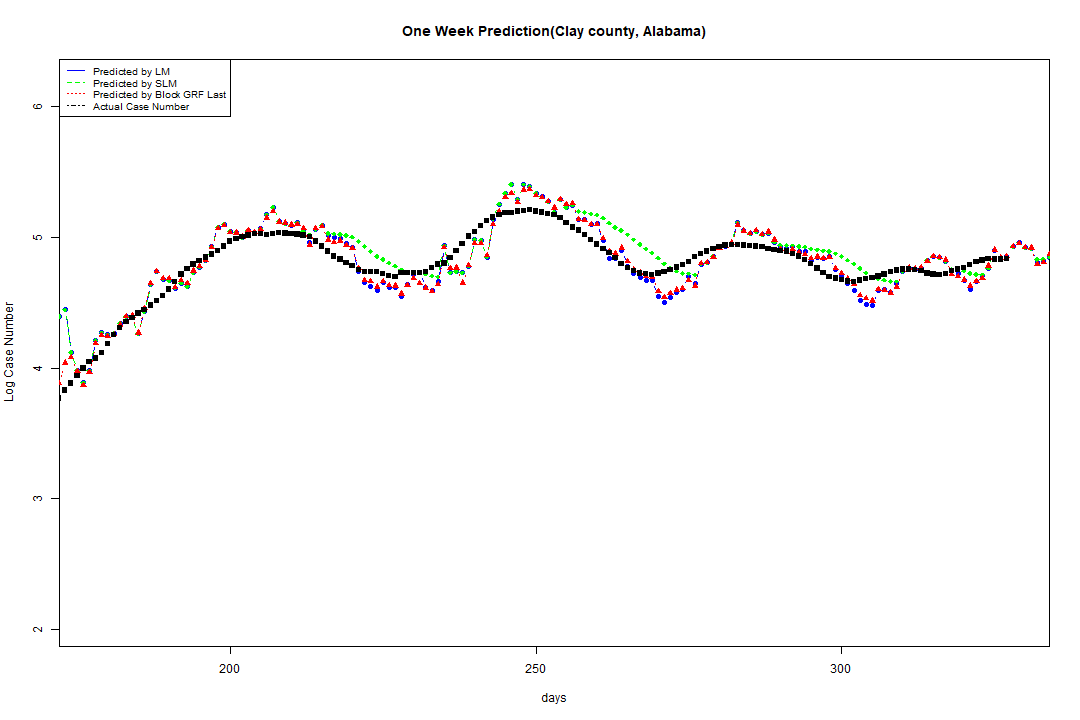 One Week Prediction(Clay county, Alabama)
Predicted by LM
Predicted by SLM
Predicted by Block GRF Last
Actual Case Number
6
5
4
3
2
Log Case Number
200
250
300
days